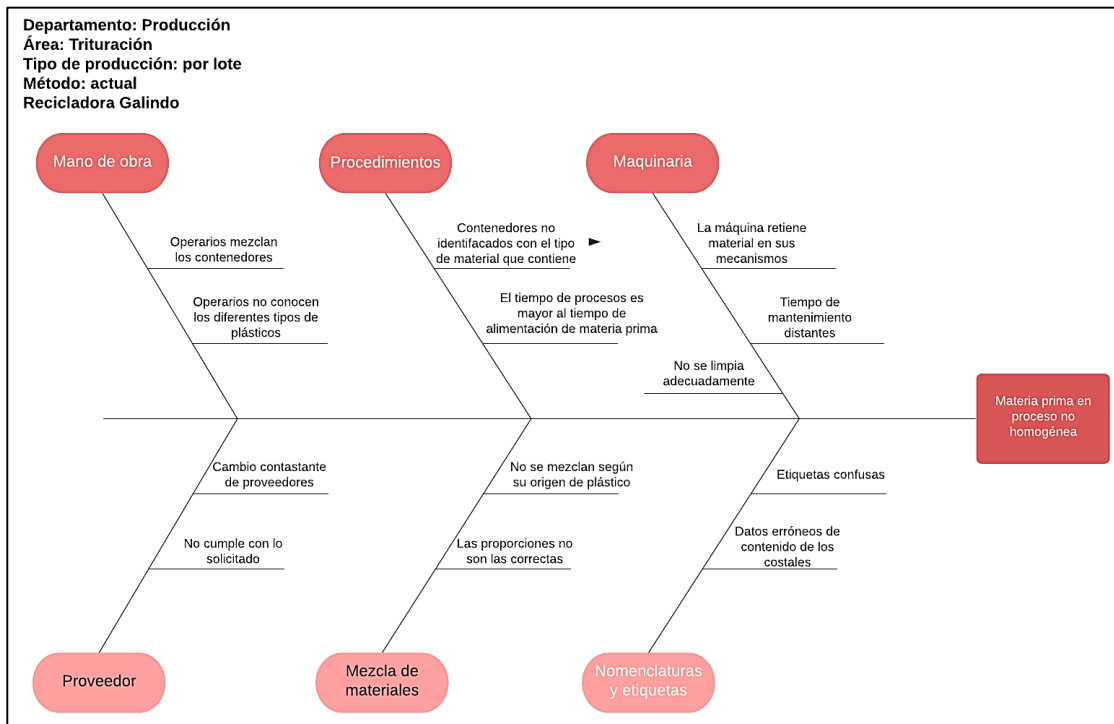 Departamento: Producción
Área: Trituración
Tipo de producción: por lote
Método: actual
Recicladora Galindo
Mano de obra
Procedimientos
Maquinaria
Operarios mezclan
los contenedores
Operarios no conocen
los diferentes tipos de
plásticos
Contenedores no
identifacados con el tipo
de material que contiene
El tiempo de procesos es
mayor al tiempo de
alimentación de materia prima
La máquina retiene
material en sus
mecanismos
Tiempo de
mantenimiento
distantes
No se limpia
adecuadamente
Materia prima en
proceso no
homogénea
Cambio contastante
de proveedores
No cumple con lo
solicitado
No se mezclan según
su origen de plástico
Las proporciones no
son las correctas
Etiquetas confusas
Datos erróneos de
contenido de los
costales
Proveedor
Mezcla de
materiales
Nomenclaturas
y etiquetas